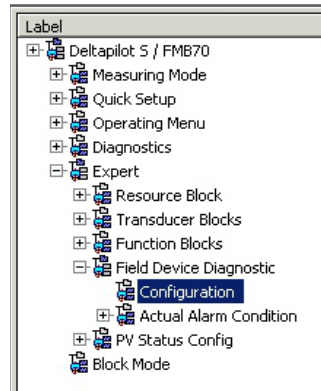 Label
Deltapilot S / FMB70
Measuring Mode
Quick Setup
Operating Menu
Diagnostics
Expert
Resource Block
Transducer Blocks
Function Blocks
Field Device Diagnostic
Configuration
Actual Alarm Condition
PV Status Config
Block Mode